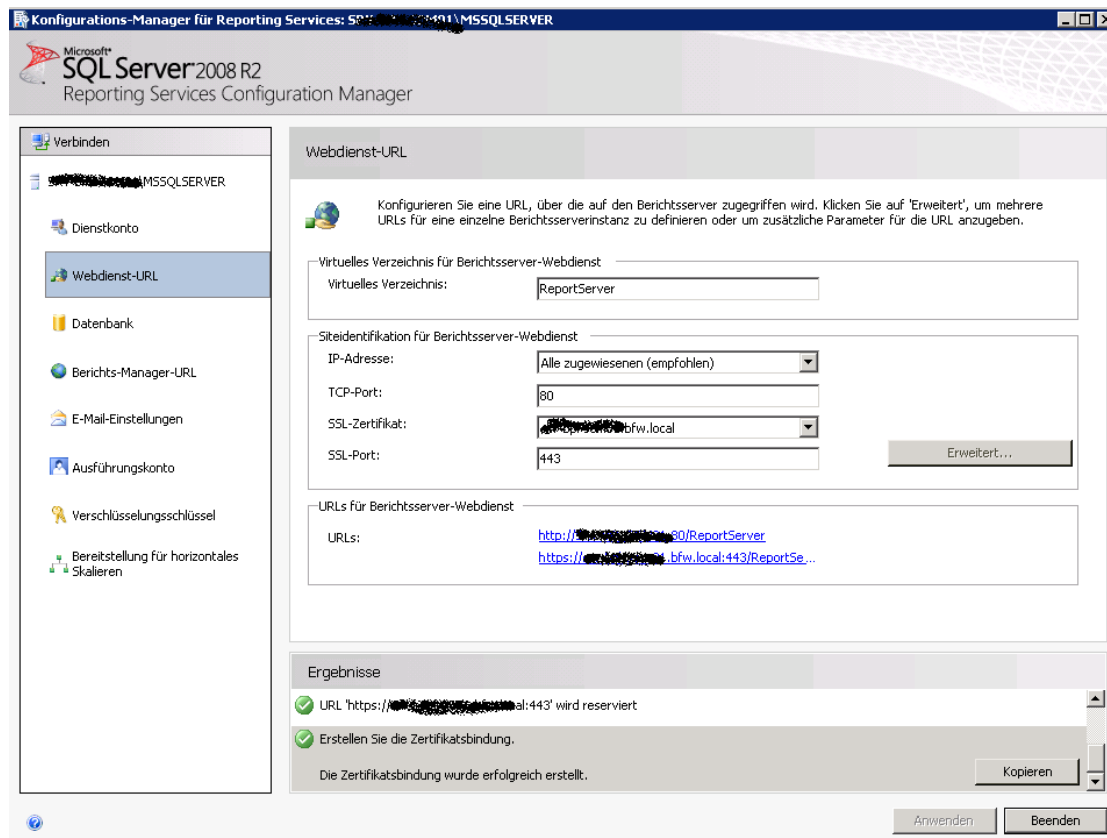 Konfigurations-Manager für Reporting Services: \MSSQLSERVER
Microsoft®
SQL Server 2008 R2
Reporting Services Configuration Manager
Verbinden
\MSSQLSERVER
Dienstkonto
Webdienst-URL
Datenbank
Berichts-Manager-URL
E-Mail-Einstellungen
Ausführungskonto
Verschlüsselungsschlüssel
Bereitstellung für horizontales
Skalieren
Webdienst-URL
Konfigurieren Sie eine URL, über die auf den Berichtsserver zugegriffen wird. Klicken Sie auf 'Erweitert', um mehrere
URLs für eine einzelne Berichtsserverinstanz zu definieren oder um zusätzliche Parameter für die URL anzugeben.
Virtuelles Verzeichnis für Berichtsserver-Webdienst
Virtuelles Verzeichnis: ReportServer
Siteidentifikation für Berichtsserver-Webdienst
IP-Adresse: Alle zugewiesenen (empfohlen)
TCP-Port: 80
SSL-Zertifikat: bfw.local
SSL-Port: 443
Erweitert...
URLs für Berichtsserver-Webdienst
URLs: http:// 80/ReportServer
https:// .bfw.local:443/ReportSe...
Ergebnisse
URL 'https:// al:443' wird reserviert
Erstellen Sie die Zertifikatsbindung.
Die Zertifikatsbindung wurde erfolgreich erstellt.
Kopieren
Anwenden
Beenden